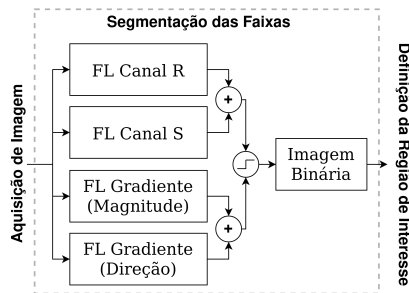 Segmentação das Faixas
Aquisição de Imagem
FL Canal R
FL Canal S
FL Gradiente
(Magnitude)
FL Gradiente
(Direção)
+
+
Imagem
Binária
Definição da Região de Interesse